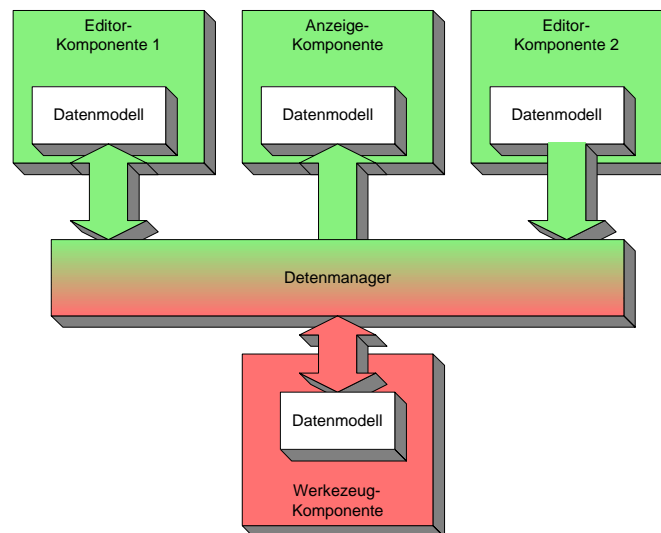 Editor-
Komponente 1
Anzeige-
Komponente
Editor-
Komponente 2
Datenmodell
Datenmodell
Datenmodell
Detenmanager
Datenmodell
Werkezeug-
Komponente